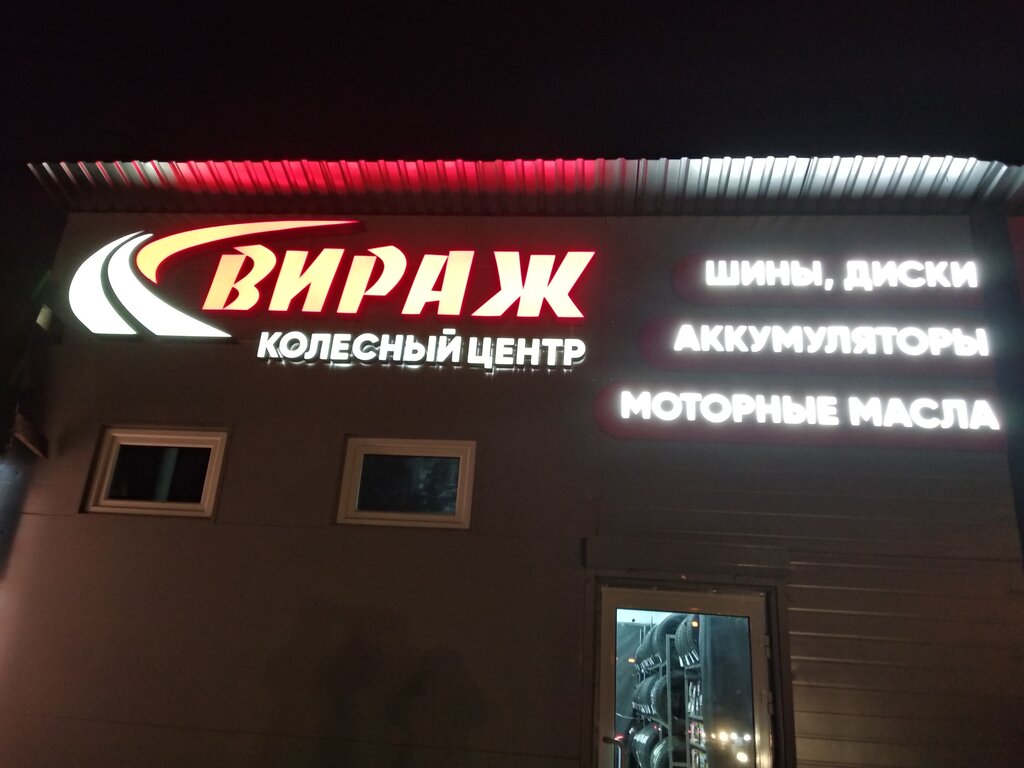 ВИРАЖ
КОЛЕСНЫЙ ЦЕНТР
ШИНЫ, ДИСКИ
АККУМУЛЯТОРЫ
МОТОРНЫЕ МАСЛА